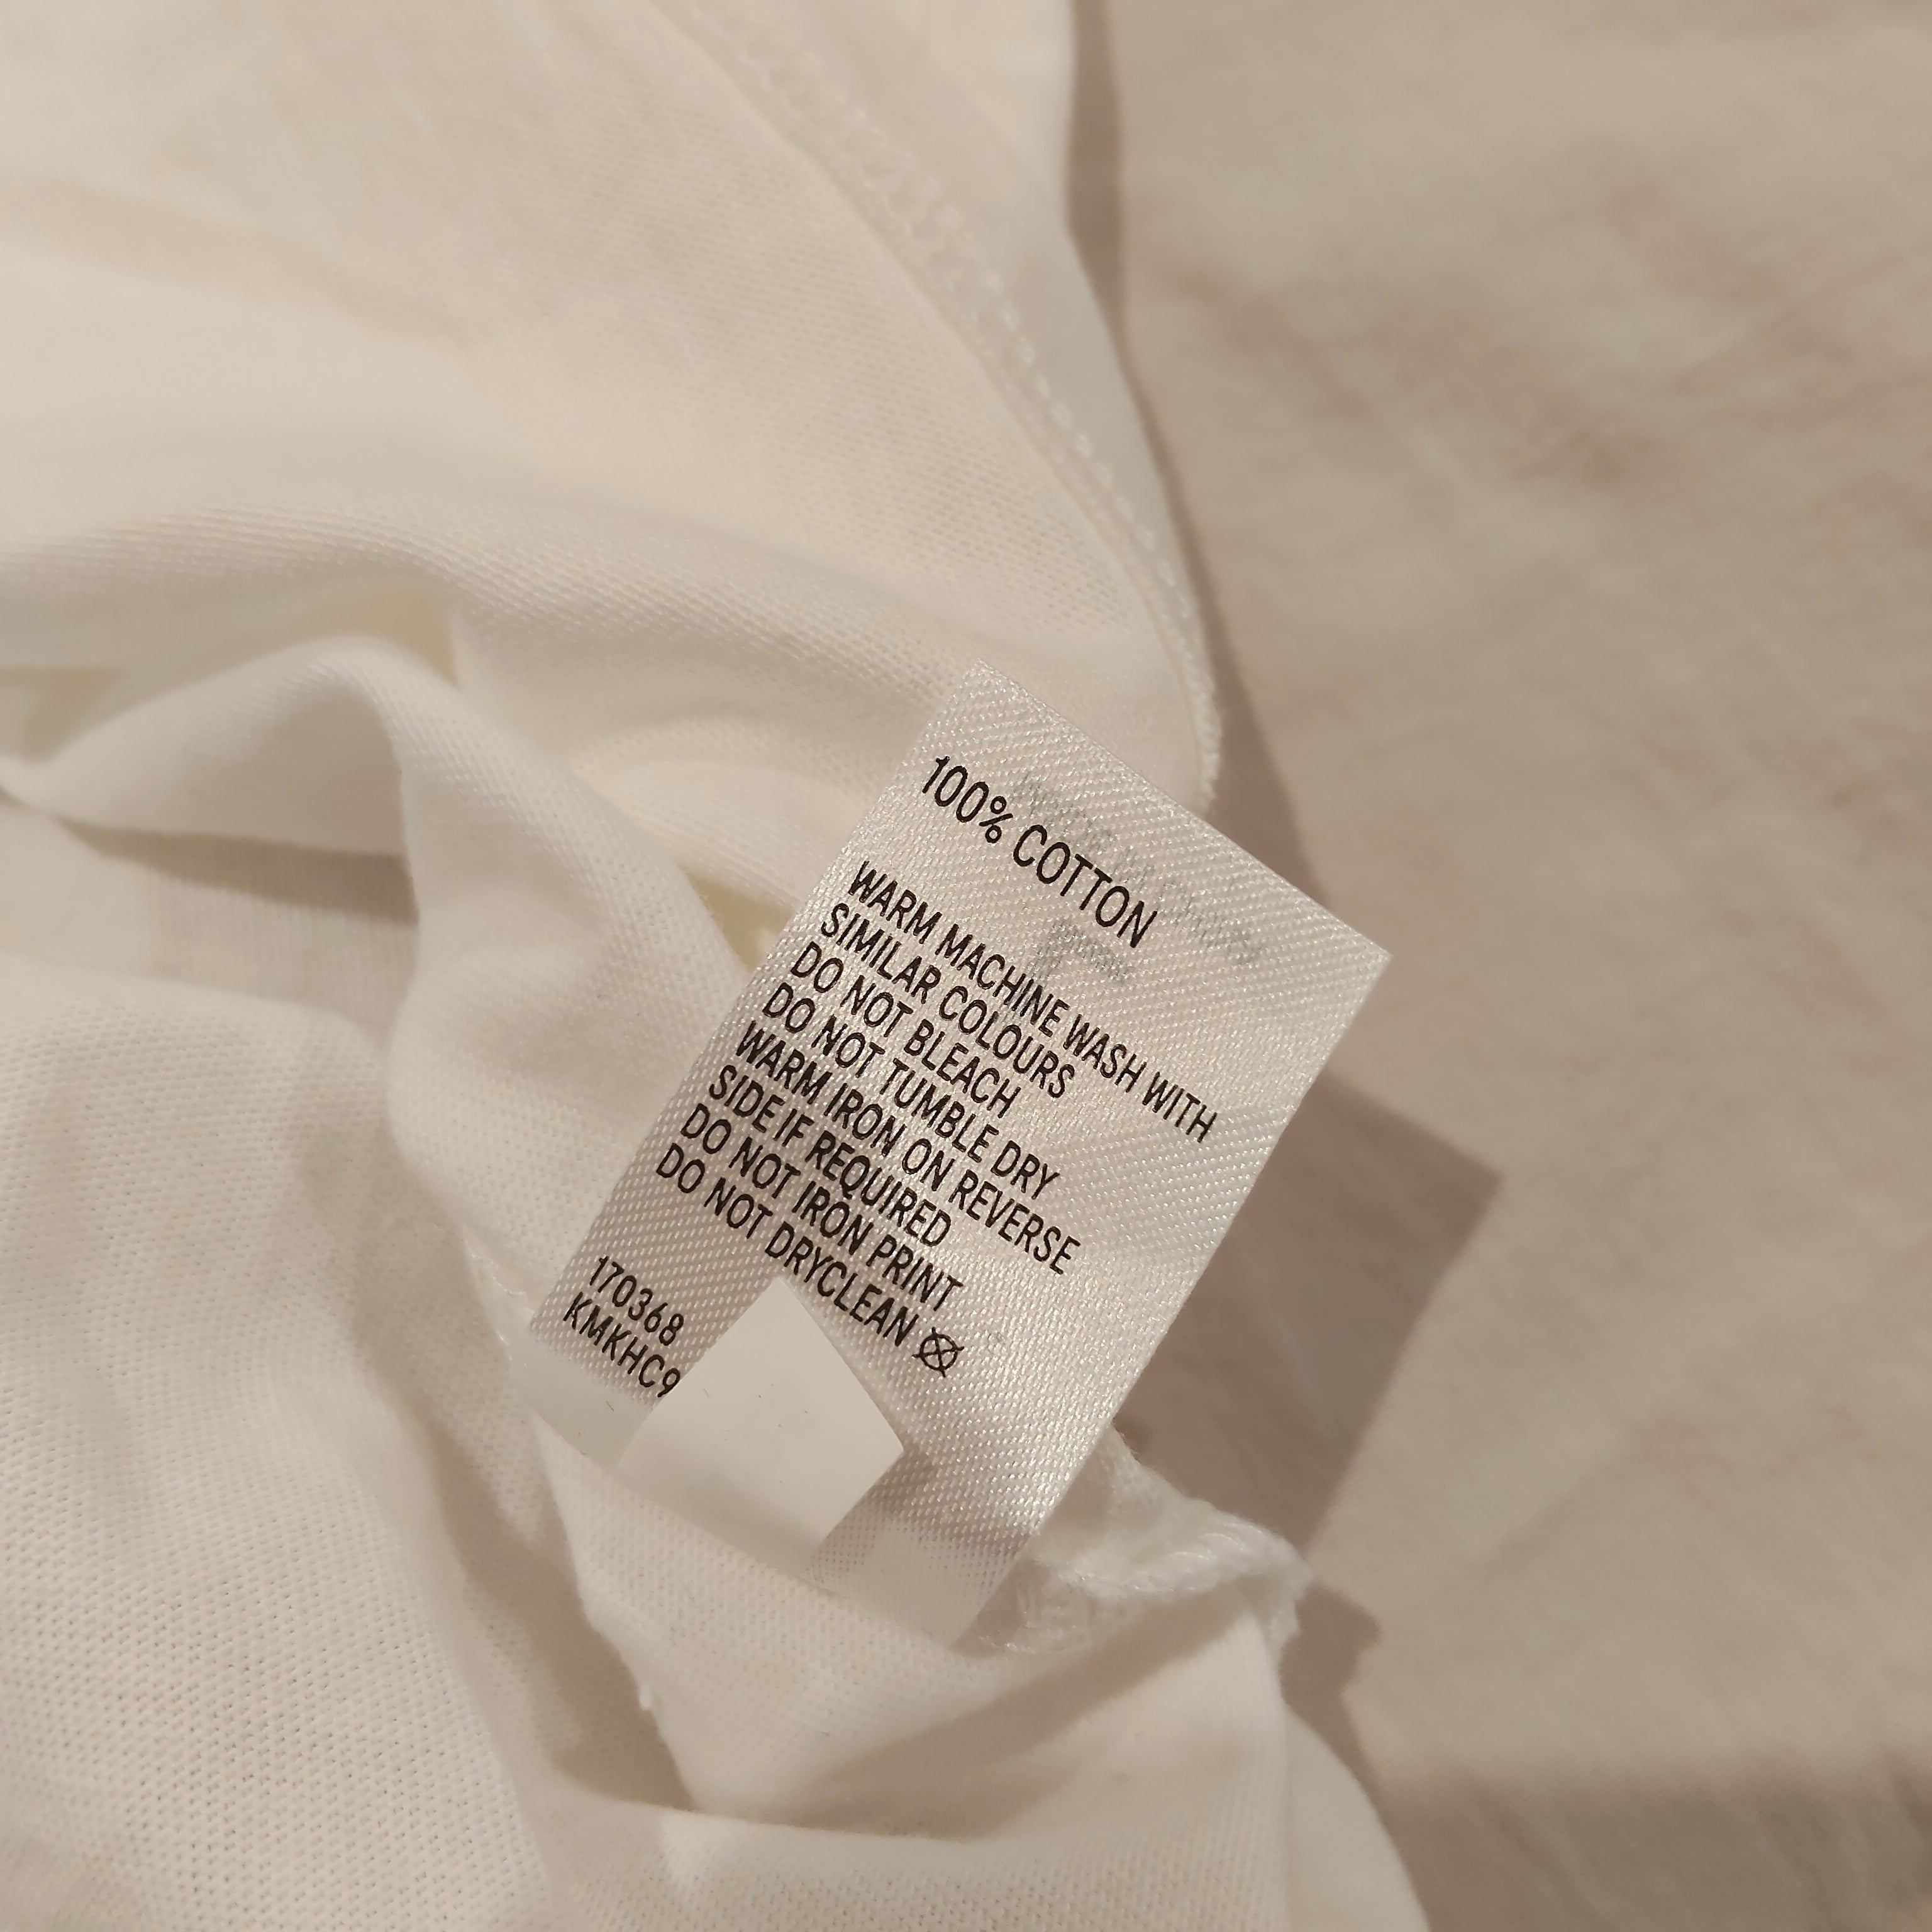 100% COTTON
WARM MACHINE WASH WITH
SIMILAR COLOURS
DO NOT BLEACH
DO NOT TUMBLE DRY
WARM IRON ON REVERSE
SIDE IF REQUIRED
DO NOT IRON PRINT
DO NOT DRYCLEAN
170368
KMKHC9